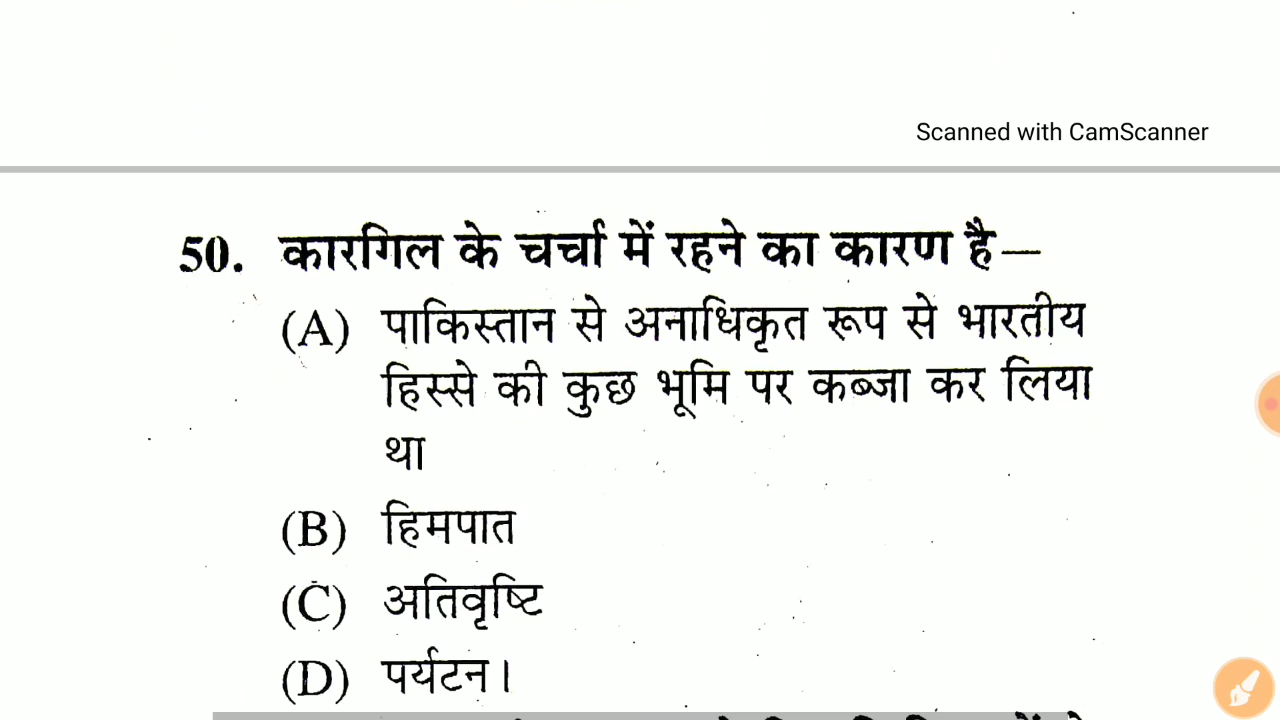 Scanned with CamScanner
50. कारगिल के चर्चा में रहने का कारण है—
(A) पाकिस्तान से अनाधिकृत रूप से भारतीय
हिस्से की कुछ भूमि पर कब्जा कर लिया
था
(B) हिमपात
(C) अतिवृष्टि
(D) पर्यटन।